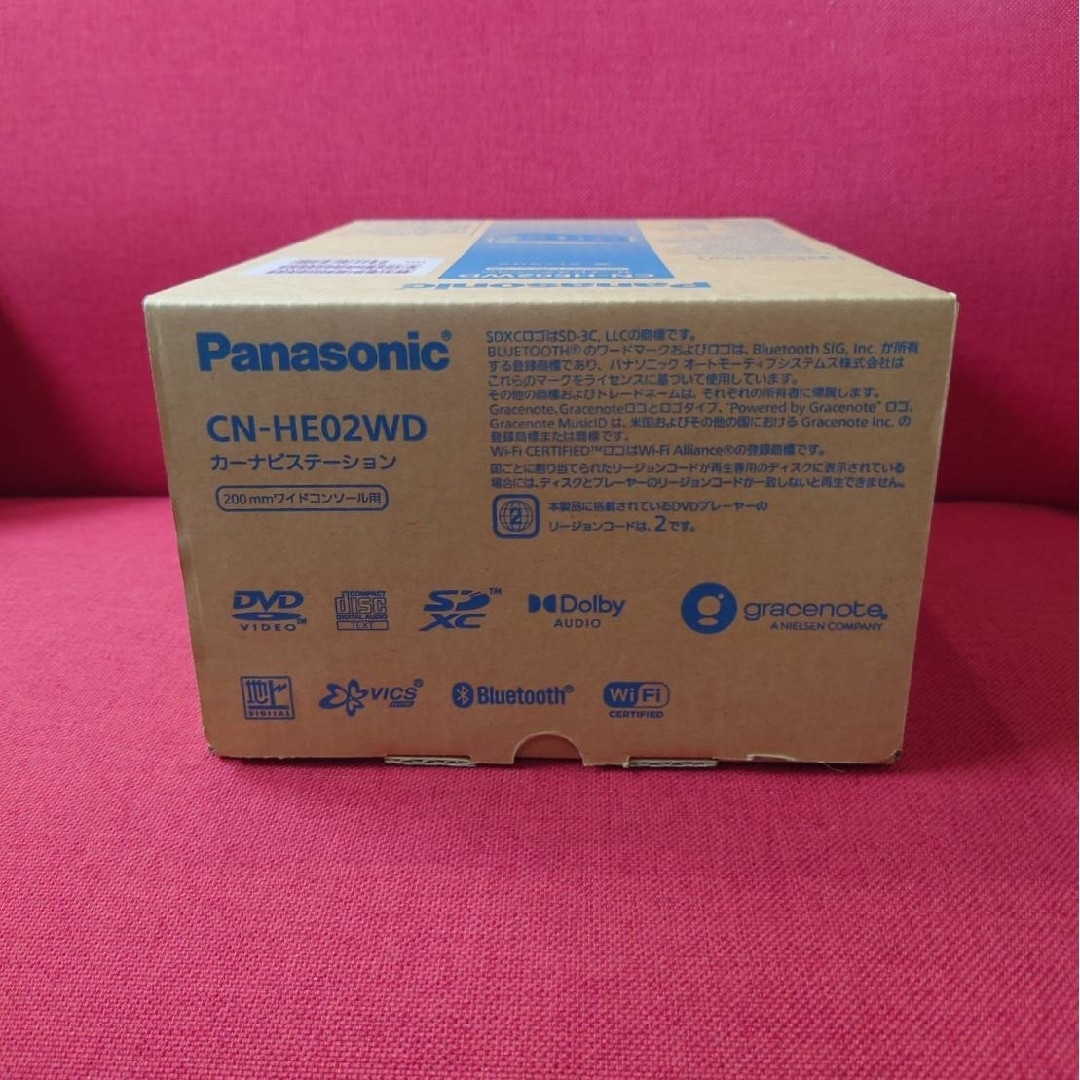 CN-HE02WD
Panasonic
Panasonic®
CN-HE02WD
カーナビステーション
200mmワイドコンソール用
SDXCロゴはSD-3C, LLCの商標です。
BLUETOOTH®のワードマークおよびロゴは、Bluetooth SIG, Inc. が所有
する登録商標であり、パナソニック オートモーティブシステムズ株式会社は
これらのマークをライセンスに基づいて使用しています。
その他の商標およびトレードネームは、それぞれの所有者に帰属します。
Gracenote、Gracenoteロゴとロゴタイプ、"Powered by Gracenote" ロゴ、
Gracenote MusicID は、米国およびその他の国における Gracenote Inc. の
登録商標または商標です。
Wi-Fi CERTIFIED™ロゴはWi-Fi Alliance®の登録商標です。
国ごとに割り当てられたリージョンコードが再生専用のディスクに表示されている
場合には、ディスクとプレーヤーのリージョンコードが一致しないと再生できません。
2
本製品に搭載されているDVDプレーヤーの
リージョンコードは、2です。
DVD VIDEO™
COMPACT disc DIGITAL AUDIO TEXT
SD XC™
Dolby AUDIO
gracenote® A NIELSEN COMPANY
地上 DIGITAL
VICS®
Bluetooth®
Wi Fi CERTIFIED